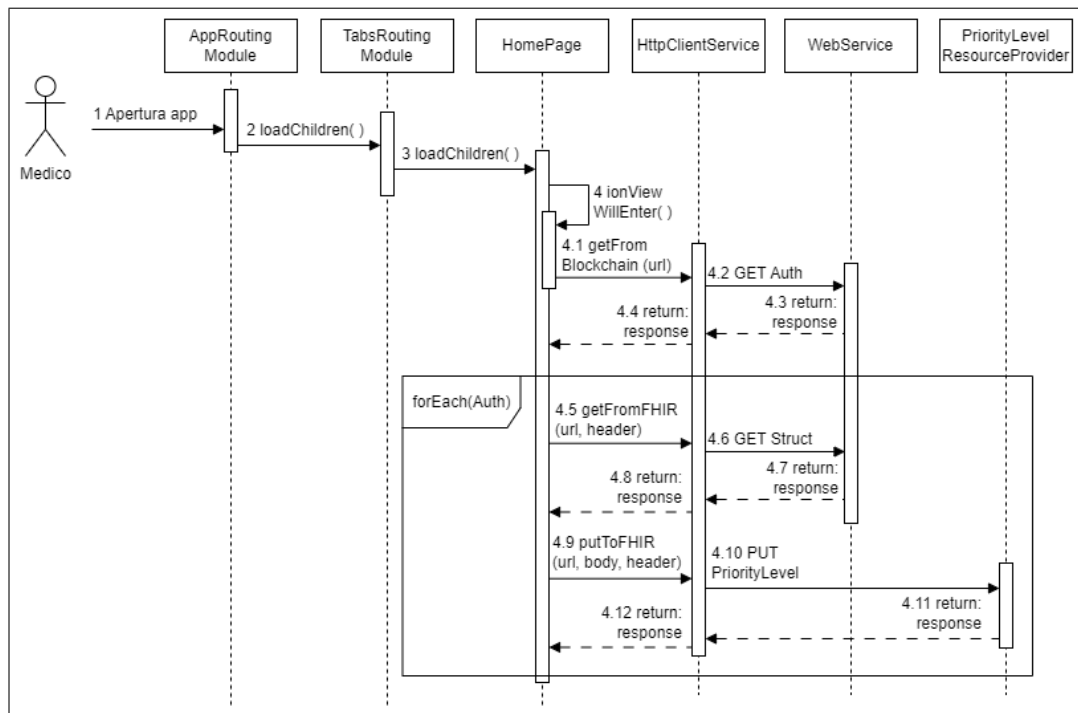 AppRouting
Module
TabsRouting
Module
HomePage
HttpClientService
WebService
PriorityLevel
ResourceProvider
Medico
1 Apertura app
2 loadChildren( )
3 loadChildren( )
4 ionView
WillEnter( )
4.1 getFrom
Blockchain (url)
4.2 GET Auth
4.3 return:
response
4.4 return:
response
forEach(Auth)
4.5 getFromFHIR
(url, header)
4.6 GET Struct
4.7 return:
response
4.8 return:
response
4.9 putToFHIR
(url, body, header)
4.10 PUT
PriorityLevel
4.11 return:
response
4.12 return:
response